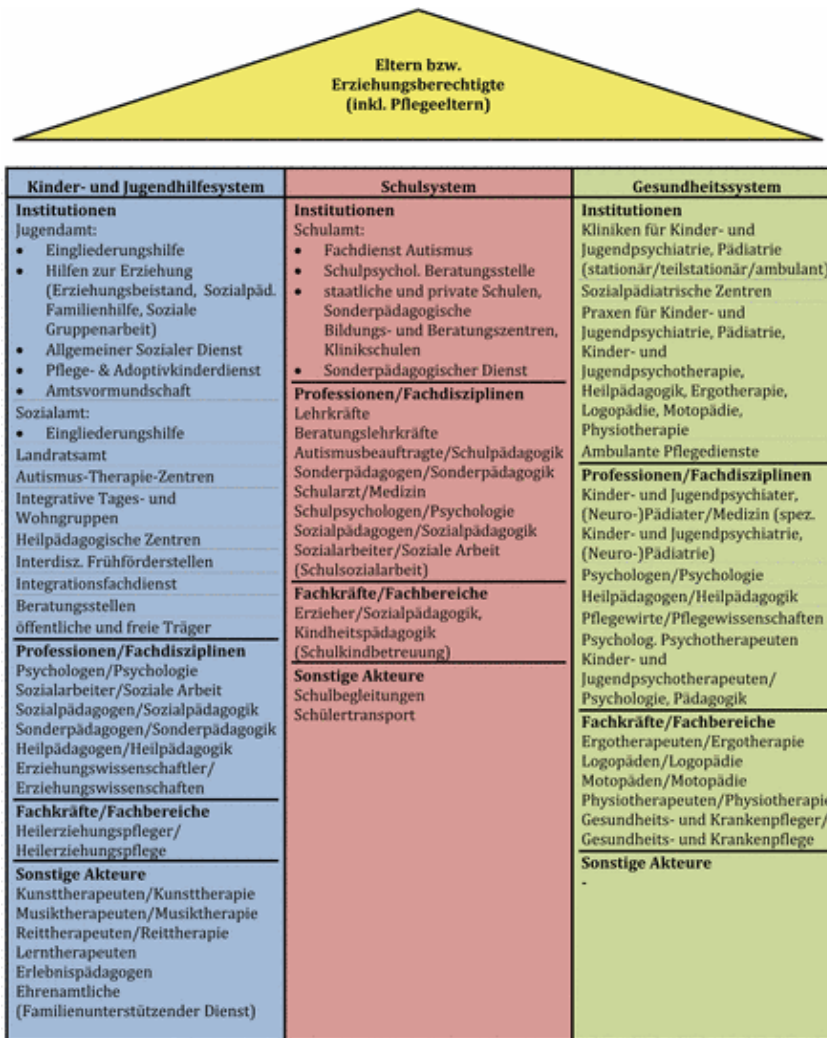 Eltern bzw.
Erziehungsberechtigte
(inkl. Pflegeeltern)
Kinder- und Jugendhilfesystem
Institutionen
Jugendamt:
• Eingliederungshilfe
• Hilfen zur Erziehung
(Erziehungsbeistand, Sozialpäd.
Familienhilfe, Soziale
Gruppenarbeit)
• Allgemeiner Sozialer Dienst
• Pflege- & Adoptivkinderdienst
• Amtsvormundschaft
Sozialamt:
• Eingliederungshilfe
Landratsamt
Autismus-Therapie-Zentren
Integrative Tages- und
Wohngruppen
Heilpädagogische Zentren
Interdisz. Frühförderstellen
Integrationsfachdienst
Beratungsstellen
öffentliche und freie Träger
Professionen/Fachdisziplinen
Psychologen/Psychologie
Sozialarbeiter/Soziale Arbeit
Sozialpädagogen/Sozialpädagogik
Sonderpädagogen/Sonderpädagogik
Heilpädagogen/Heilpädagogik
Erziehungswissenschaftler/
Erziehungswissenschaften
Fachkräfte/Fachbereiche
Heilerziehungspfleger/
Heilerziehungspflege
Sonstige Akteure
Kunsttherapeuten/Kunsttherapie
Musiktherapeuten/Musiktherapie
Reittherapeuten/Reittherapie
Lerntherapeuten
Erlebnispädagogen
Ehrenamtliche
(Familienunterstützender Dienst)
Schulsystem
Institutionen
Schulamt:
• Fachdienst Autismus
• Schulpsychol. Beratungsstelle
• staatliche und private Schulen,
Sonderpädagogische
Bildungs- und Beratungszentren,
Klinikschulen
• Sonderpädagogischer Dienst
Professionen/Fachdisziplinen
Lehrkräfte
Beratungslehrkräfte
Autismusbeauftragte/Schulpädagogik
Sonderpädagogen/Sonderpädagogik
Schularzt/Medizin
Schulpsychologen/Psychologie
Sozialpädagogen/Sozialpädagogik
Sozialarbeiter/Soziale Arbeit
(Schulsozialarbeit)
Fachkräfte/Fachbereiche
Erzieher/Sozialpädagogik,
Kindheitspädagogik
(Schulkindbetreuung)
Sonstige Akteure
Schulbegleitungen
Schülertransport
Gesundheitssystem
Institutionen
Kliniken für Kinder- und
Jugendpsychiatrie, Pädiatrie
(stationär/teilstationär/ambulant)
Sozialpädiatrische Zentren
Praxen für Kinder- und
Jugendpsychiatrie, Pädiatrie,
Kinder- und
Jugendpsychotherapie,
Heilpädagogik, Ergotherapie,
Logopädie, Motopädie,
Physiotherapie
Ambulante Pflegedienste
Professionen/Fachdisziplinen
Kinder- und Jugendpsychiater,
(Neuro-)Pädiater/Medizin (spez.
Kinder- und Jugendpsychiatrie,
(Neuro-)Pädiatrie)
Psychologen/Psychologie
Heilpädagogen/Heilpädagogik
Pflegewirte/Pflegewissenschaften
Psycholog. Psychotherapeuten
Kinder- und
Jugendpsychotherapeuten/
Psychologie, Pädagogik
Fachkräfte/Fachbereiche
Ergotherapeuten/Ergotherapie
Logopäden/Logopädie
Motopäden/Motopädie
Physiotherapeuten/Physiotherapie
Gesundheits- und Krankenpfleger/
Gesundheits- und Krankenpflege
Sonstige Akteure
-